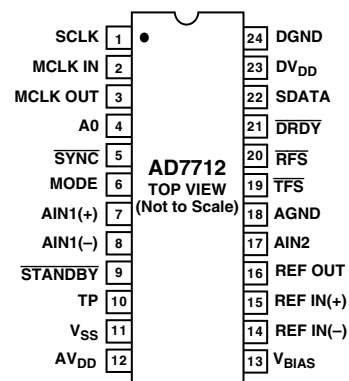 SCLK 1
MCLK IN 2
MCLK OUT 3
A0 4
SYNC 5
MODE 6
AIN1(+) 7
AIN1(–) 8
STANDBY 9
TP 10
VSS 11
AVDD 12
AD7712
TOP VIEW
(Not to Scale)
24 DGND
23 DVDD
22 SDATA
21 DRDY
20 RFS
19 TFS
18 AGND
17 AIN2
16 REF OUT
15 REF IN(+)
14 REF IN(–)
13 VBIAS